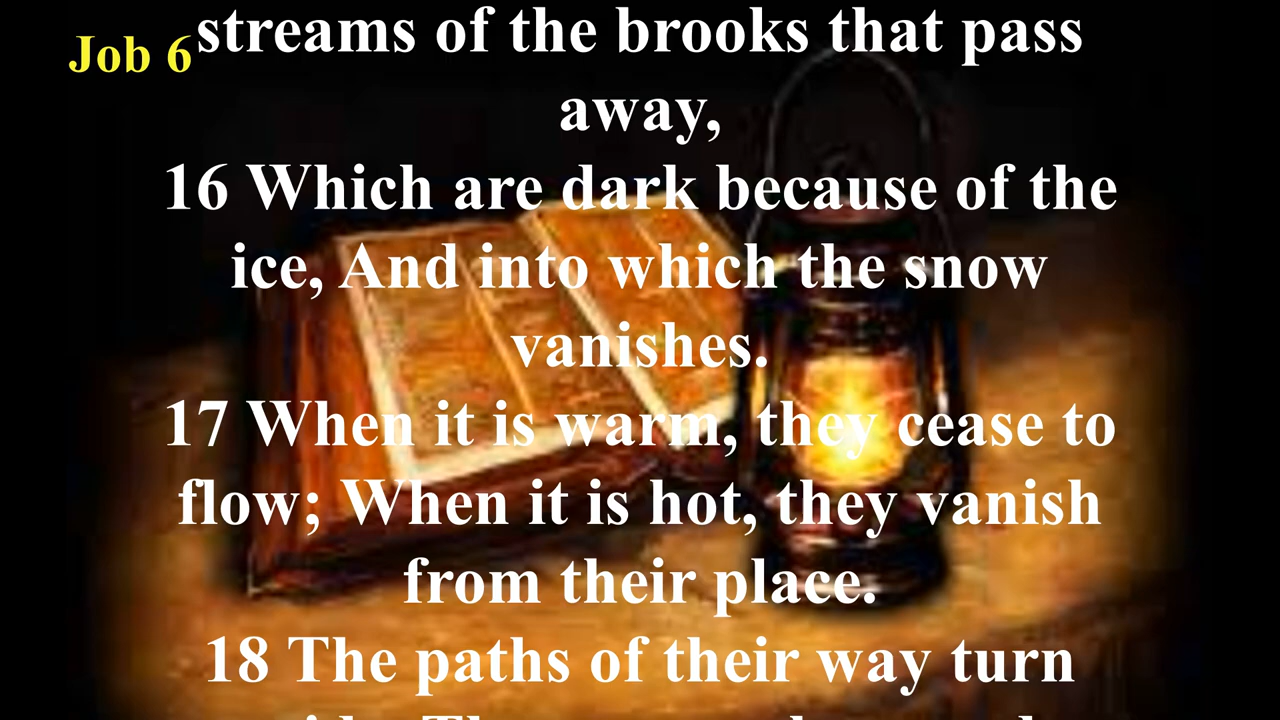 Job 6
streams of the brooks that pass
away,
16 Which are dark because of the
ice, And into which the snow
vanishes.
17 When it is warm, they cease to
flow; When it is hot, they vanish
from their place.
18 The paths of their way turn